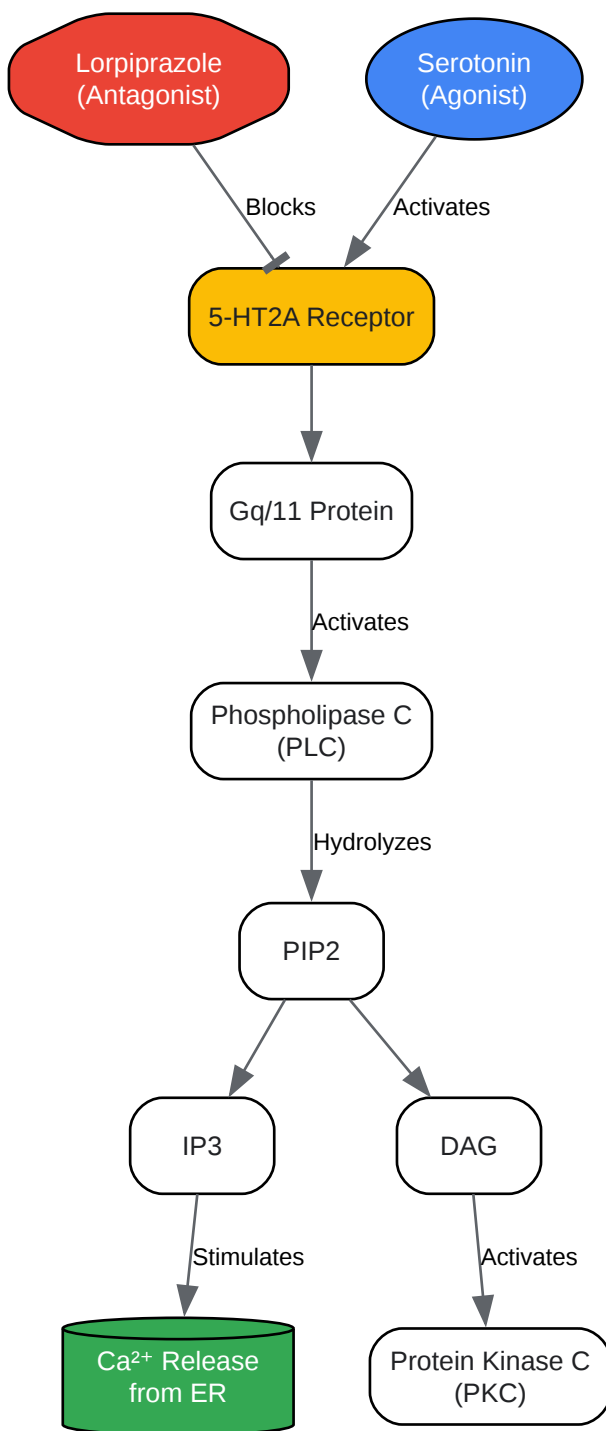 Lorpiprazole
(Antagonist)
Serotonin
(Agonist)
Blocks
Activates
5-HT2A Receptor
Gq/11 Protein
Activates
Phospholipase C
(PLC)
Hydrolyzes
PIP2
IP3
DAG
Stimulates
Activates
Ca²⁺ Release
from ER
Protein Kinase C
(PKC)